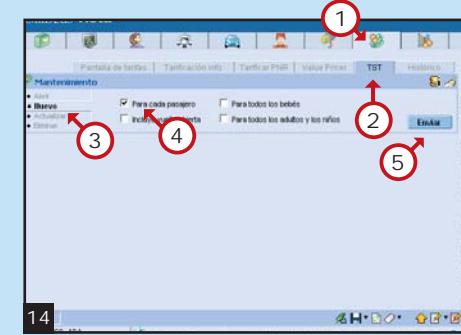 1
Pantalla de tarifas Tarificación info Tarificar PNR Value Pricer TST Histórico
Mantenimiento
2
Abrir
Nuevo
Actualizar
Eliminar
Para cada pasajero Para todos los bebés
Para todos los adultos y los niños
Enviar
3
4
5
14